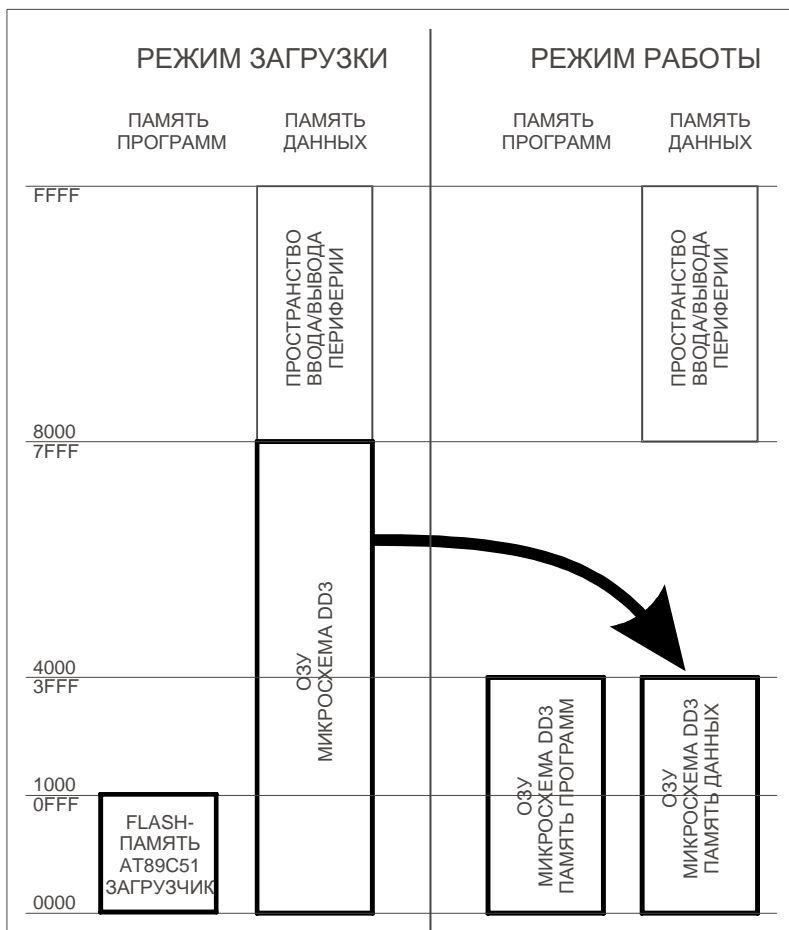 РЕЖИМ ЗАГРУЗКИ
РЕЖИМ РАБОТЫ
ПАМЯТЬ
ПРОГРАММ
ПАМЯТЬ
ДАННЫХ
ПАМЯТЬ
ПРОГРАММ
ПАМЯТЬ
ДАННЫХ
FFFF
ПРОСТРАНСТВО
ВВОДА/ВЫВОДА
ПЕРИФЕРИИ
ПРОСТРАНСТВО
ВВОДА/ВЫВОДА
ПЕРИФЕРИИ
8000
7FFF
ОЗУ
МИКРОСХЕМА DD3
4000
3FFF
ОЗУ
МИКРОСХЕМА DD3
ПАМЯТЬ ПРОГРАММ
ОЗУ
МИКРОСХЕМА DD3
ПАМЯТЬ ДАННЫХ
1000
0FFF
FLASH-
ПАМЯТЬ
AT89C51
ЗАГРУЗЧИК
0000